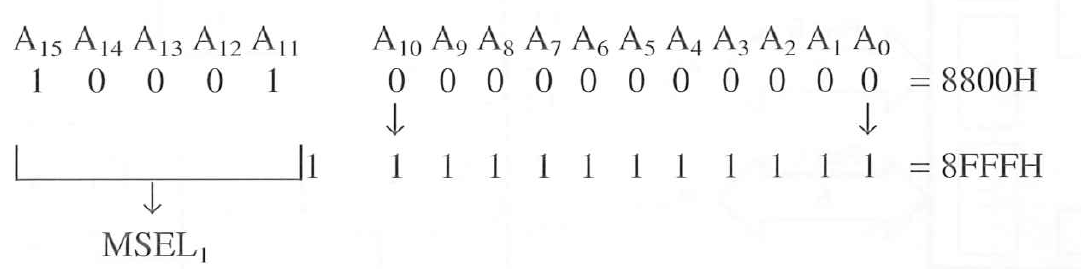 A₁₅ A₁₄ A₁₃ A₁₂ A₁₁ A₁₀ A₉ A₈ A₇ A₆ A₅ A₄ A₃ A₂ A₁ A₀
1 0 0 0 1 0 0 0 0 0 0 0 0 0 0 0 = 8800H
1 1 1 1 1 1 1 1 1 1 1 1 = 8FFFH
MSEL₁